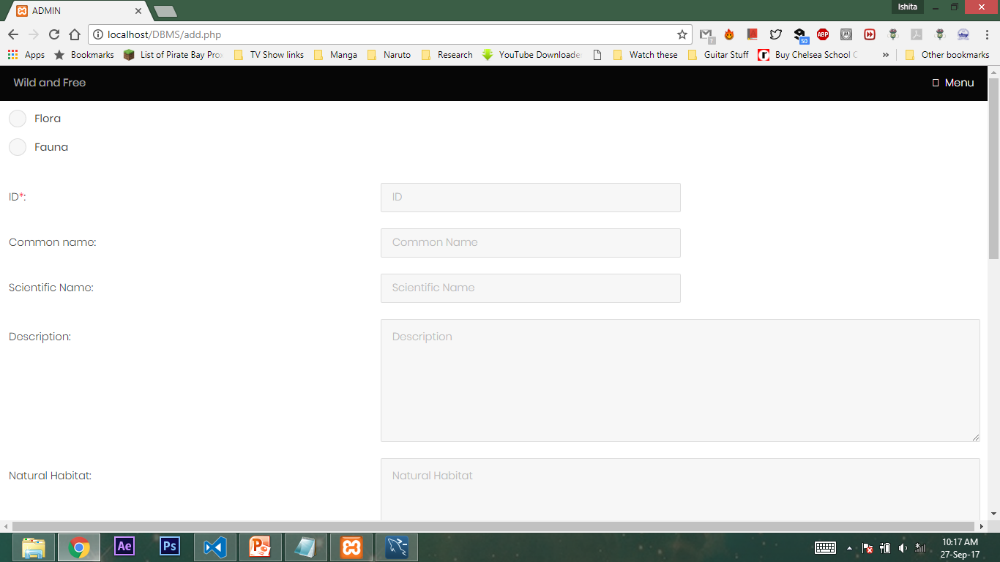 ADMIN
Ishita
localhost/DBMS/add.php
?
50
ABP
Apps
Bookmarks
List of Pirate Bay Prox
TV Show links
Manga
Naruto
Research
YouTube Downloade
Watch these
Guitar Stuff
r
Buy Chelsea School C
»
Other bookmarks
Wild and Free
Menu
Flora
Fauna
ID*:
ID
Common name:
Common Name
Scientific Name:
Scientific Name
Description:
Description
Natural Habitat:
Natural Habitat
Ae
Ps
10:17 AM
27-Sep-17